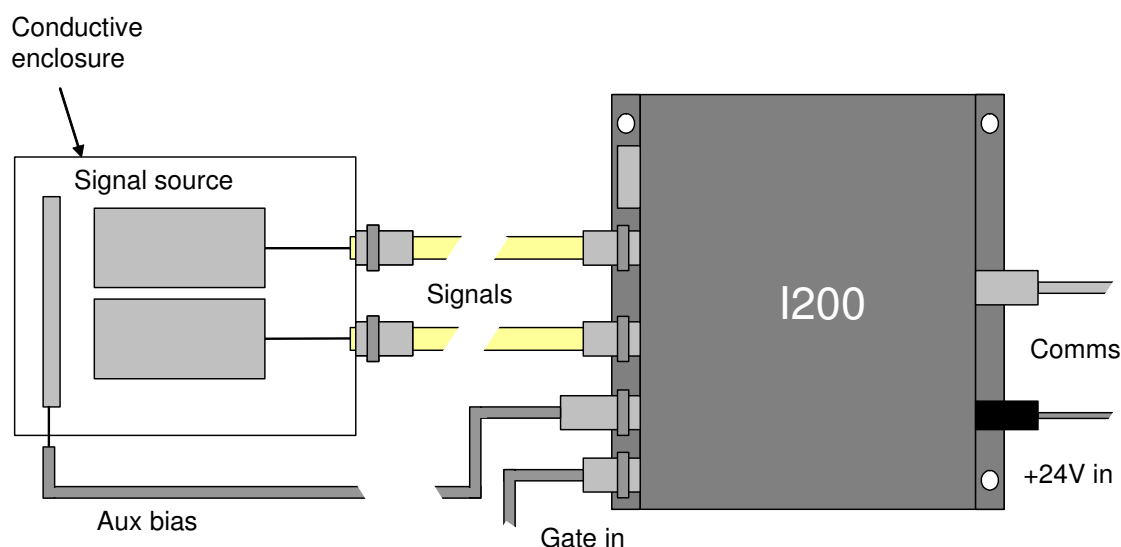 Conductive
enclosure
Signal source
Signals
I200
Comms
+24V in
Aux bias
Gate in